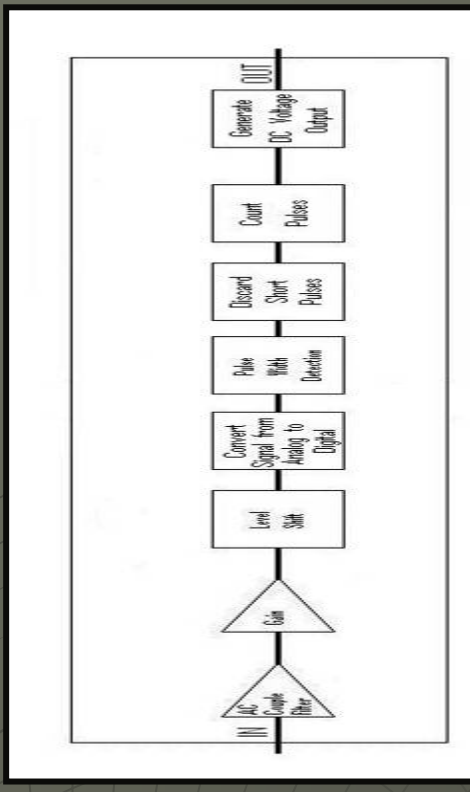 IN
AC
Couple
Filter
Gain
Level
Shift
Convert
Signal from
Analog to
Digital
Pulse
Width
Detection
Discard
Short
Pulses
Count
Pulses
Generate
DC Voltage
Output
OUT